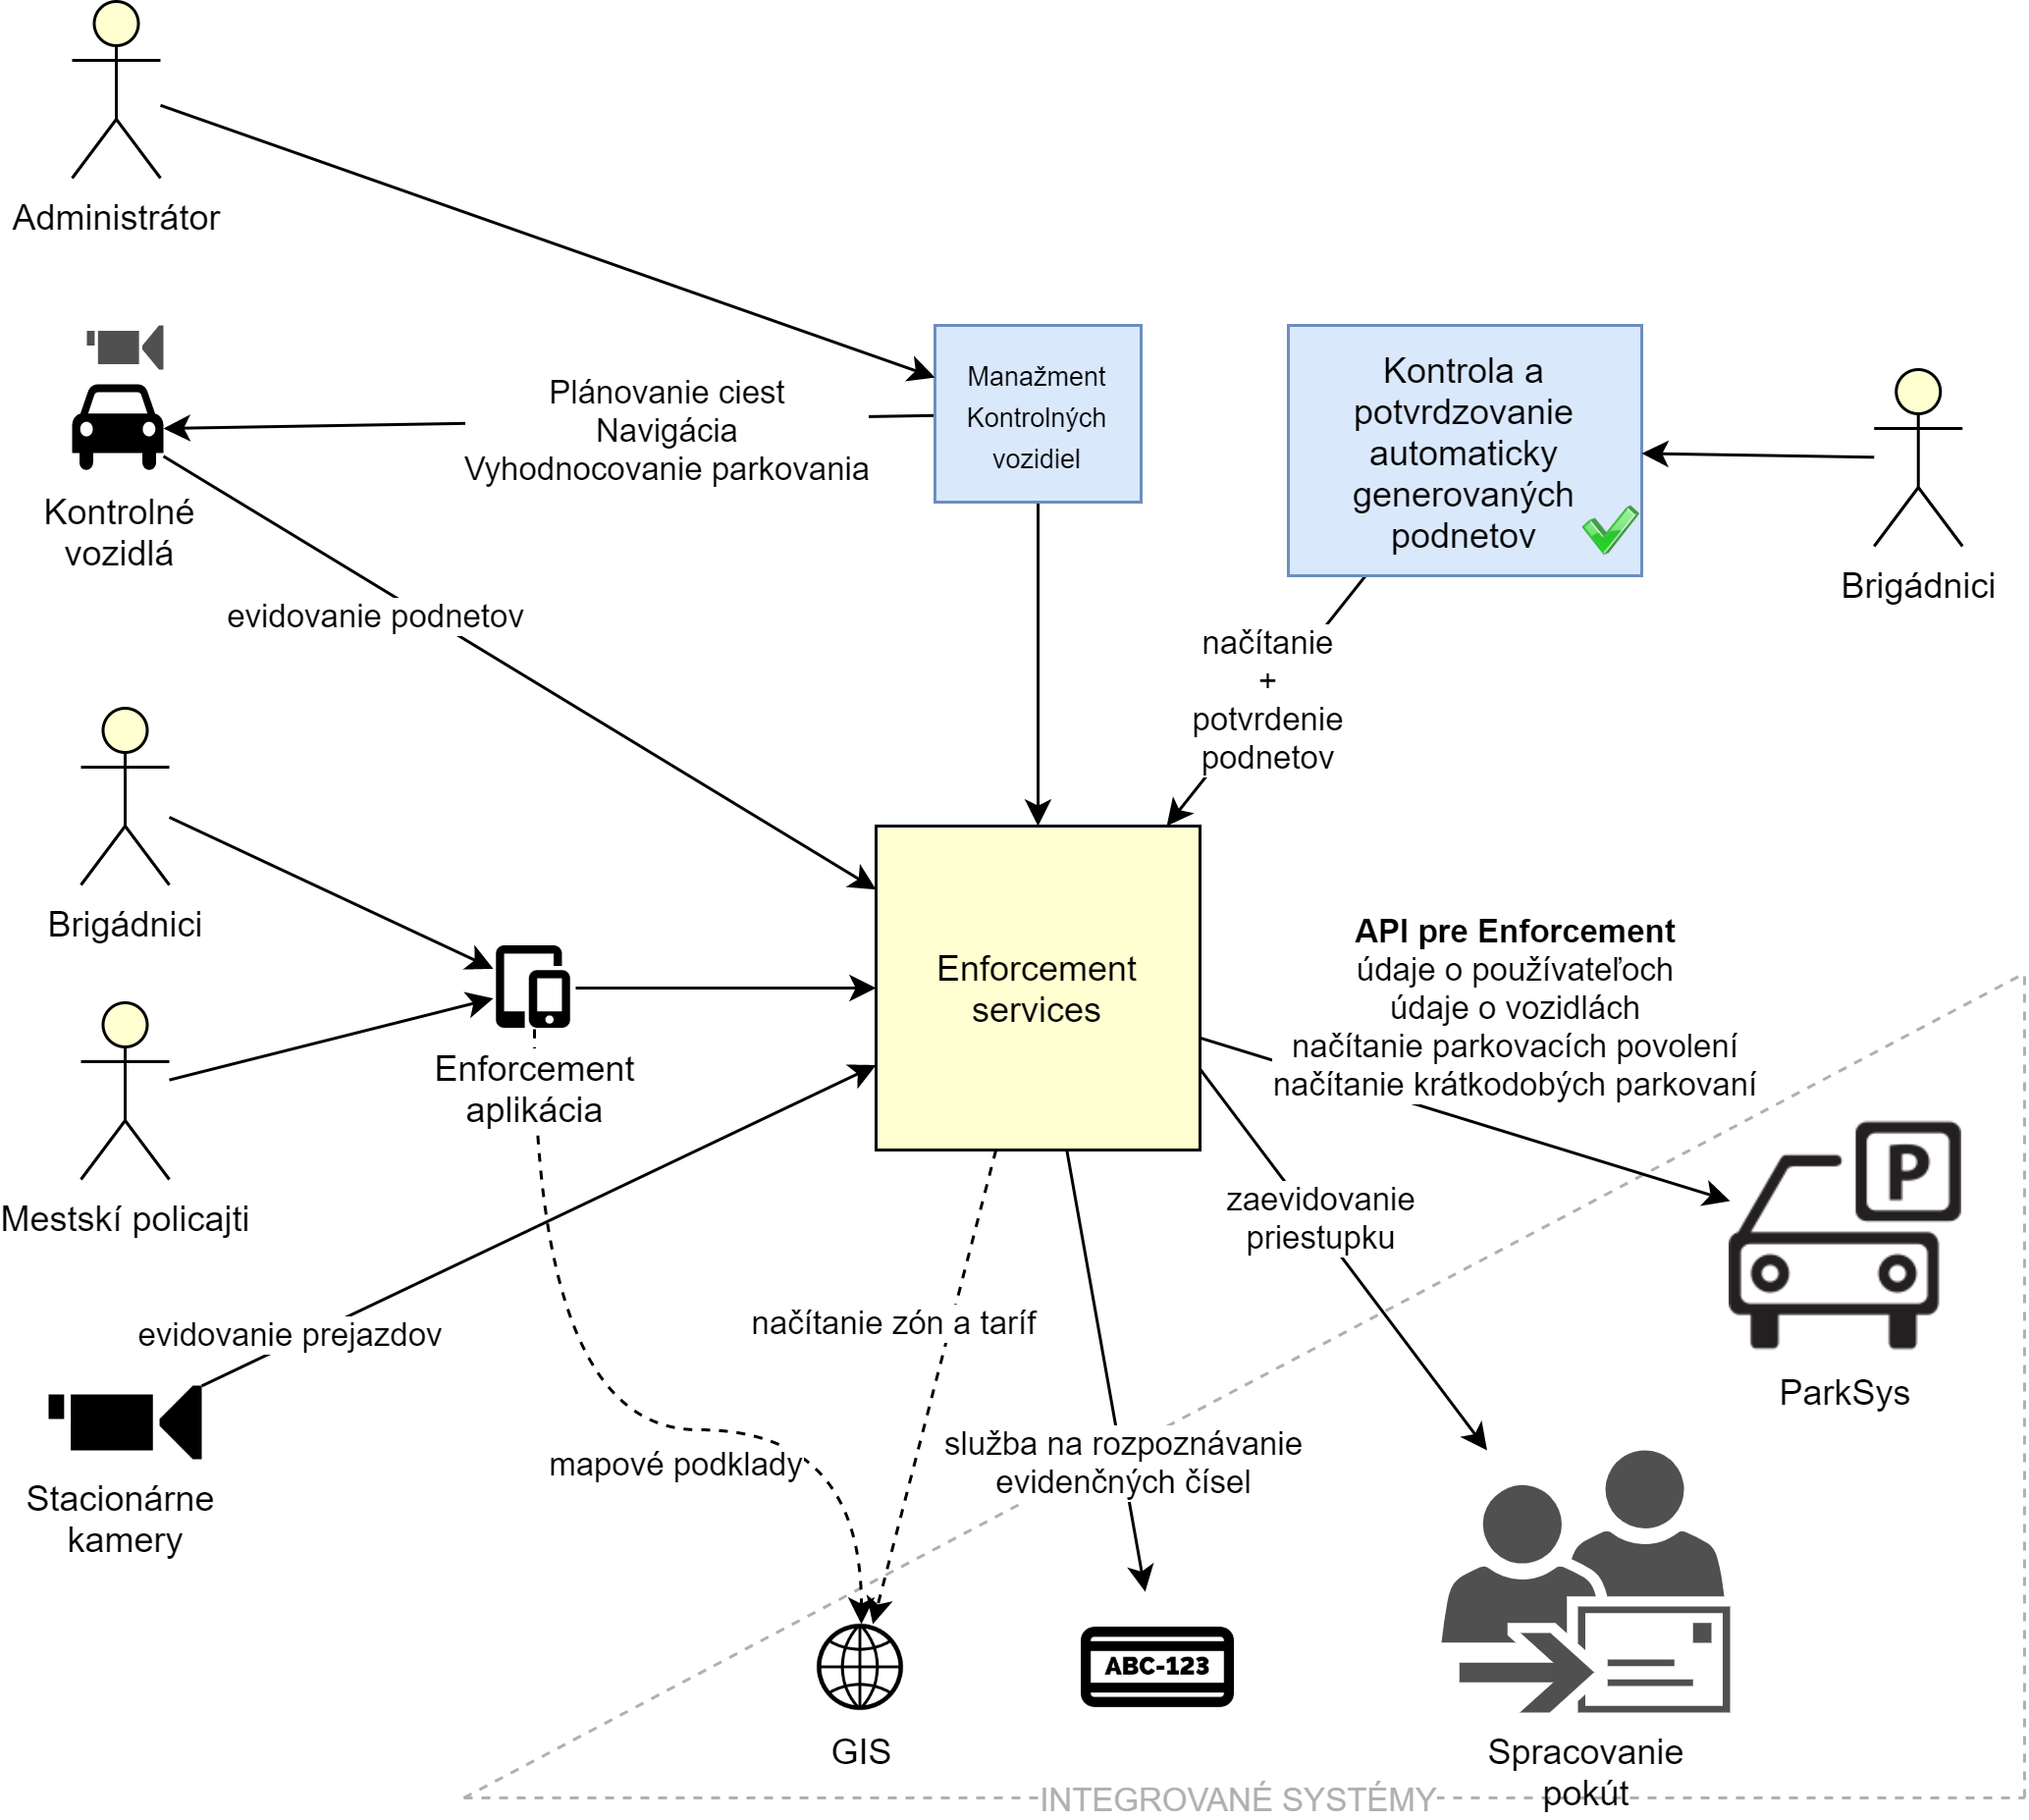 Administrátor
Plánovanie ciest
Navigácia
Vyhodnocovanie parkovania
Manažment
Kontrolných
vozidiel
Kontrola a
potvrdzovanie
automaticky
generovaných
podnetov
Kontrolné
vozidlá
Brigádnici
evidovanie podnetov
načítanie
+
potvrdenie
podnetov
Brigádnici
Enforcement
services
API pre Enforcement
údaje o používateľoch
údaje o vozidlách
načítanie parkovacích povolení
načítanie krátkodobých parkovaní
Enforcement
aplikácia
Mestskí policajti
zaevidovanie
priestupku
P
evidovanie prejazdov
načítanie zón a taríf
ParkSys
mapové podklady
služba na rozpoznávanie
evidenčných čísel
Stacionárne
kamery
ABC-123
GIS
Spracovanie
pokút
INTEGROVANÉ SYSTÉMY